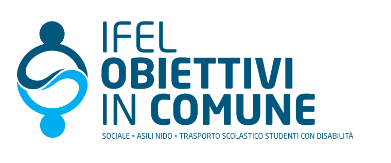 IFEL
OBIETTIVI
IN COMUNE
SOCIALE • ASILI NIDO • TRASPORTO SCOLASTICO STUDENTI CON DISABILITÀ